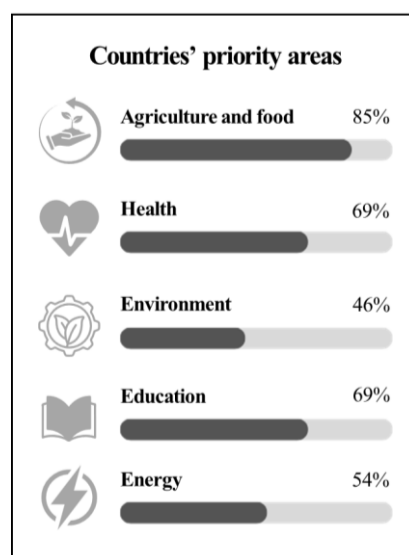 Countries’ priority areas
Agriculture and food 85%
Health 69%
Environment 46%
Education 69%
Energy 54%